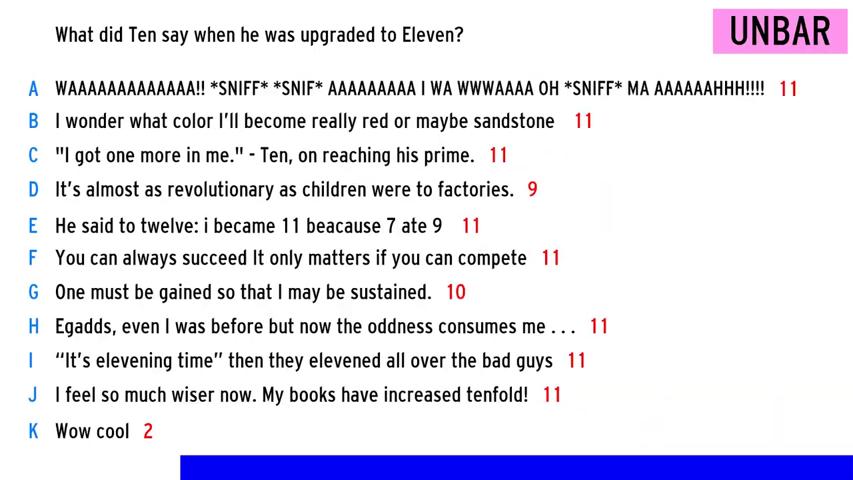 What did Ten say when he was upgraded to Eleven?
UNBAR
A WAAAAAAAAAAAAA!! *SNIFF* *SNIF* AAAAAAAAA I WA WWWAAAA OH *SNIFF* MA AAAAAAHHH!!!! 11
B I wonder what color I'll become really red or maybe sandstone 11
C "I got one more in me." - Ten, on reaching his prime. 11
D It's almost as revolutionary as children were to factories. 9
E He said to twelve: i became 11 beacause 7 ate 9 11
F You can always succeed It only matters if you can compete 11
G One must be gained so that I may be sustained. 10
H Egadds, even I was before but now the oddness consumes me . . . 11
I “It's elevening time” then they elevened all over the bad guys 11
J I feel so much wiser now. My books have increased tenfold! 11
K Wow cool 2